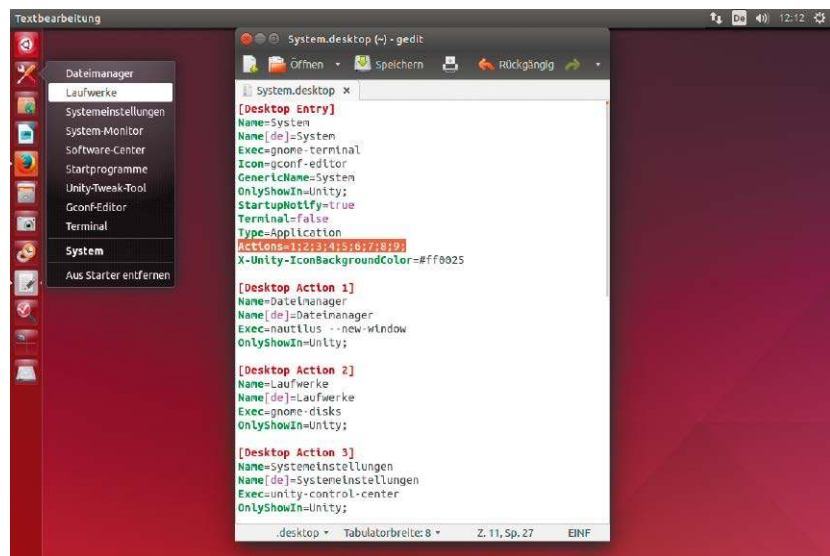 Textbearbeitung
De
12:12
Dateimanager
Laufwerke
Systemeinstellungen
System-Monitor
Software-Center
Startprogramme
Unity-Tweak-Tool
Gconf-Editor
Terminal
System
Aus Starter entfernen
System.desktop (~) - gedit
Öffnen Speichern Rückgängig
System.desktop ×
[Desktop Entry]
Name=System
Name[de]=System
Exec=gnome-terminal
Icon=gconf-editor
GenericName=System
OnlyShowIn=Unity;
StartupNotify=true
Terminal=false
Type=Application
Actions=1;2;3;4;5;6;7;8;9;
X-Unity-IconBackgroundColor=#ff0025
[Desktop Action 1]
Name=Dateimanager
Name[de]=Dateimanager
Exec=nautilus --new-window
OnlyShowIn=Unity;
[Desktop Action 2]
Name=Laufwerke
Name[de]=Laufwerke
Exec=gnome-disks
OnlyShowIn=Unity;
[Desktop Action 3]
Name=Systemeinstellungen
Name[de]=Systemeinstellungen
Exec=unity-control-center
OnlyShowIn=Unity;
.desktop Tabulatorbreite: 8 Z. 11, Sp. 27 EINF